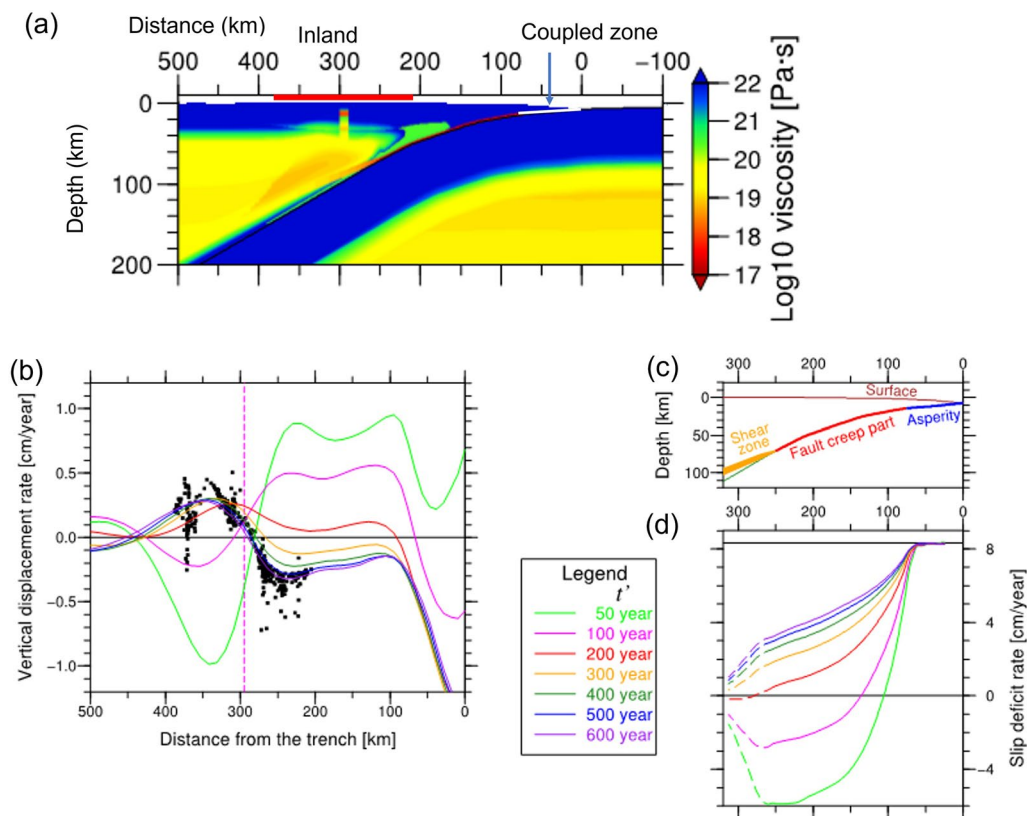 (a)
Distance (km)
Inland
Coupled zone
500 400 300 200 100 0 −100
0
100
200
Depth (km)
22
21
20
19
18
17
Log10 viscosity [Pa·s]
(b)
1.0
0.5
0.0
−0.5
−1.0
Vertical displacement rate [cm/year]
500 400 300 200 100 0
Distance from the trench [km]
Legend
t'
50 year
100 year
200 year
300 year
400 year
500 year
600 year
(c)
300 200 100 0
0
50
100
Depth [km]
Surface
Shear
zone
Fault creep part
Asperity
(d)
300 200 100 0
8
4
0
−4
Slip deficit rate [cm/year]
300 200 100 0